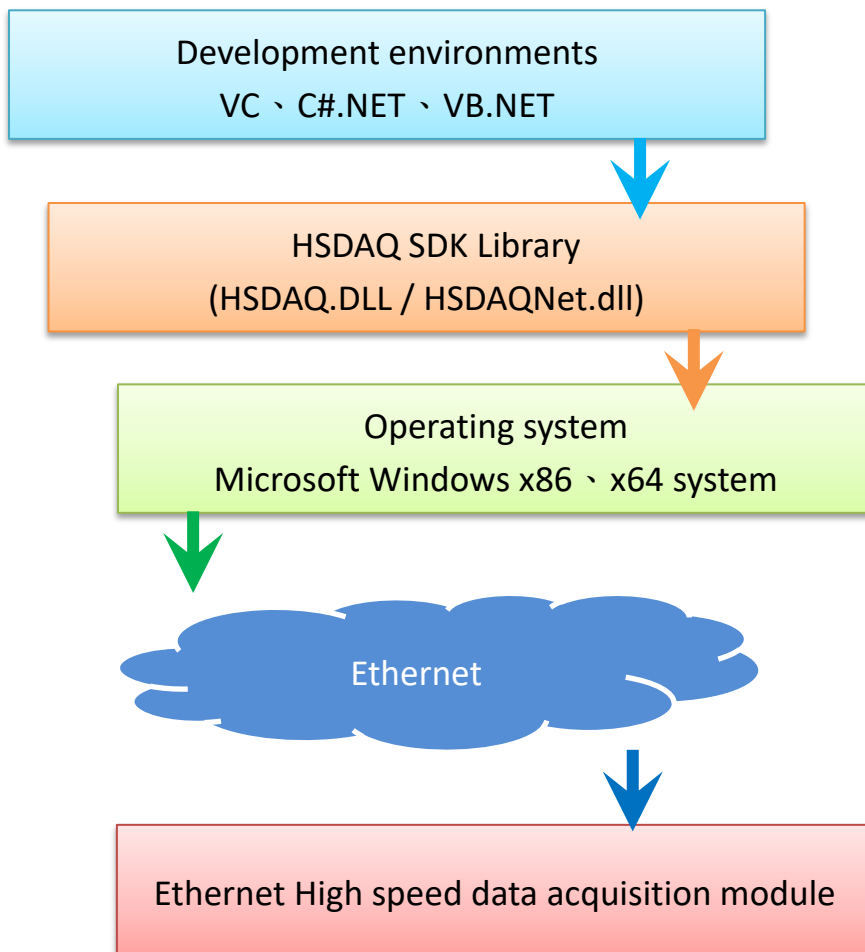 Development environments
VC、C#.NET、VB.NET
HSDAQ SDK Library
(HSDAQ.DLL / HSDAQNet.dll)
Operating system
Microsoft Windows x86、x64 system
Ethernet
Ethernet High speed data acquisition module